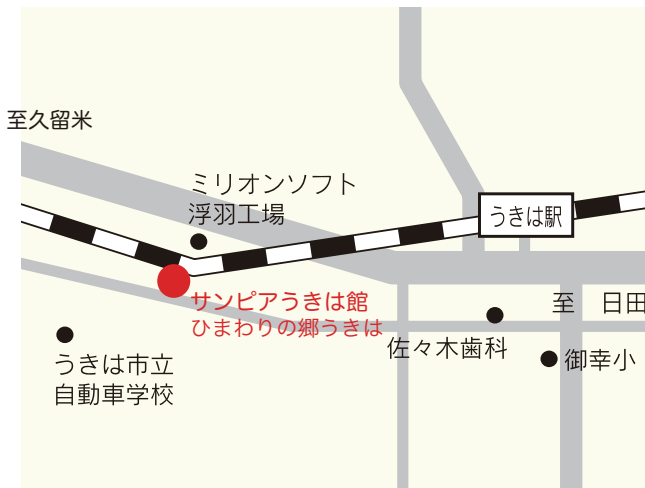 至久留米
ミリオンソフト
浮羽工場
うきは駅
サンピアうきは館
ひまわりの郷うきは
至 日田
佐々木歯科
御幸小
うきは市立
自動車学校